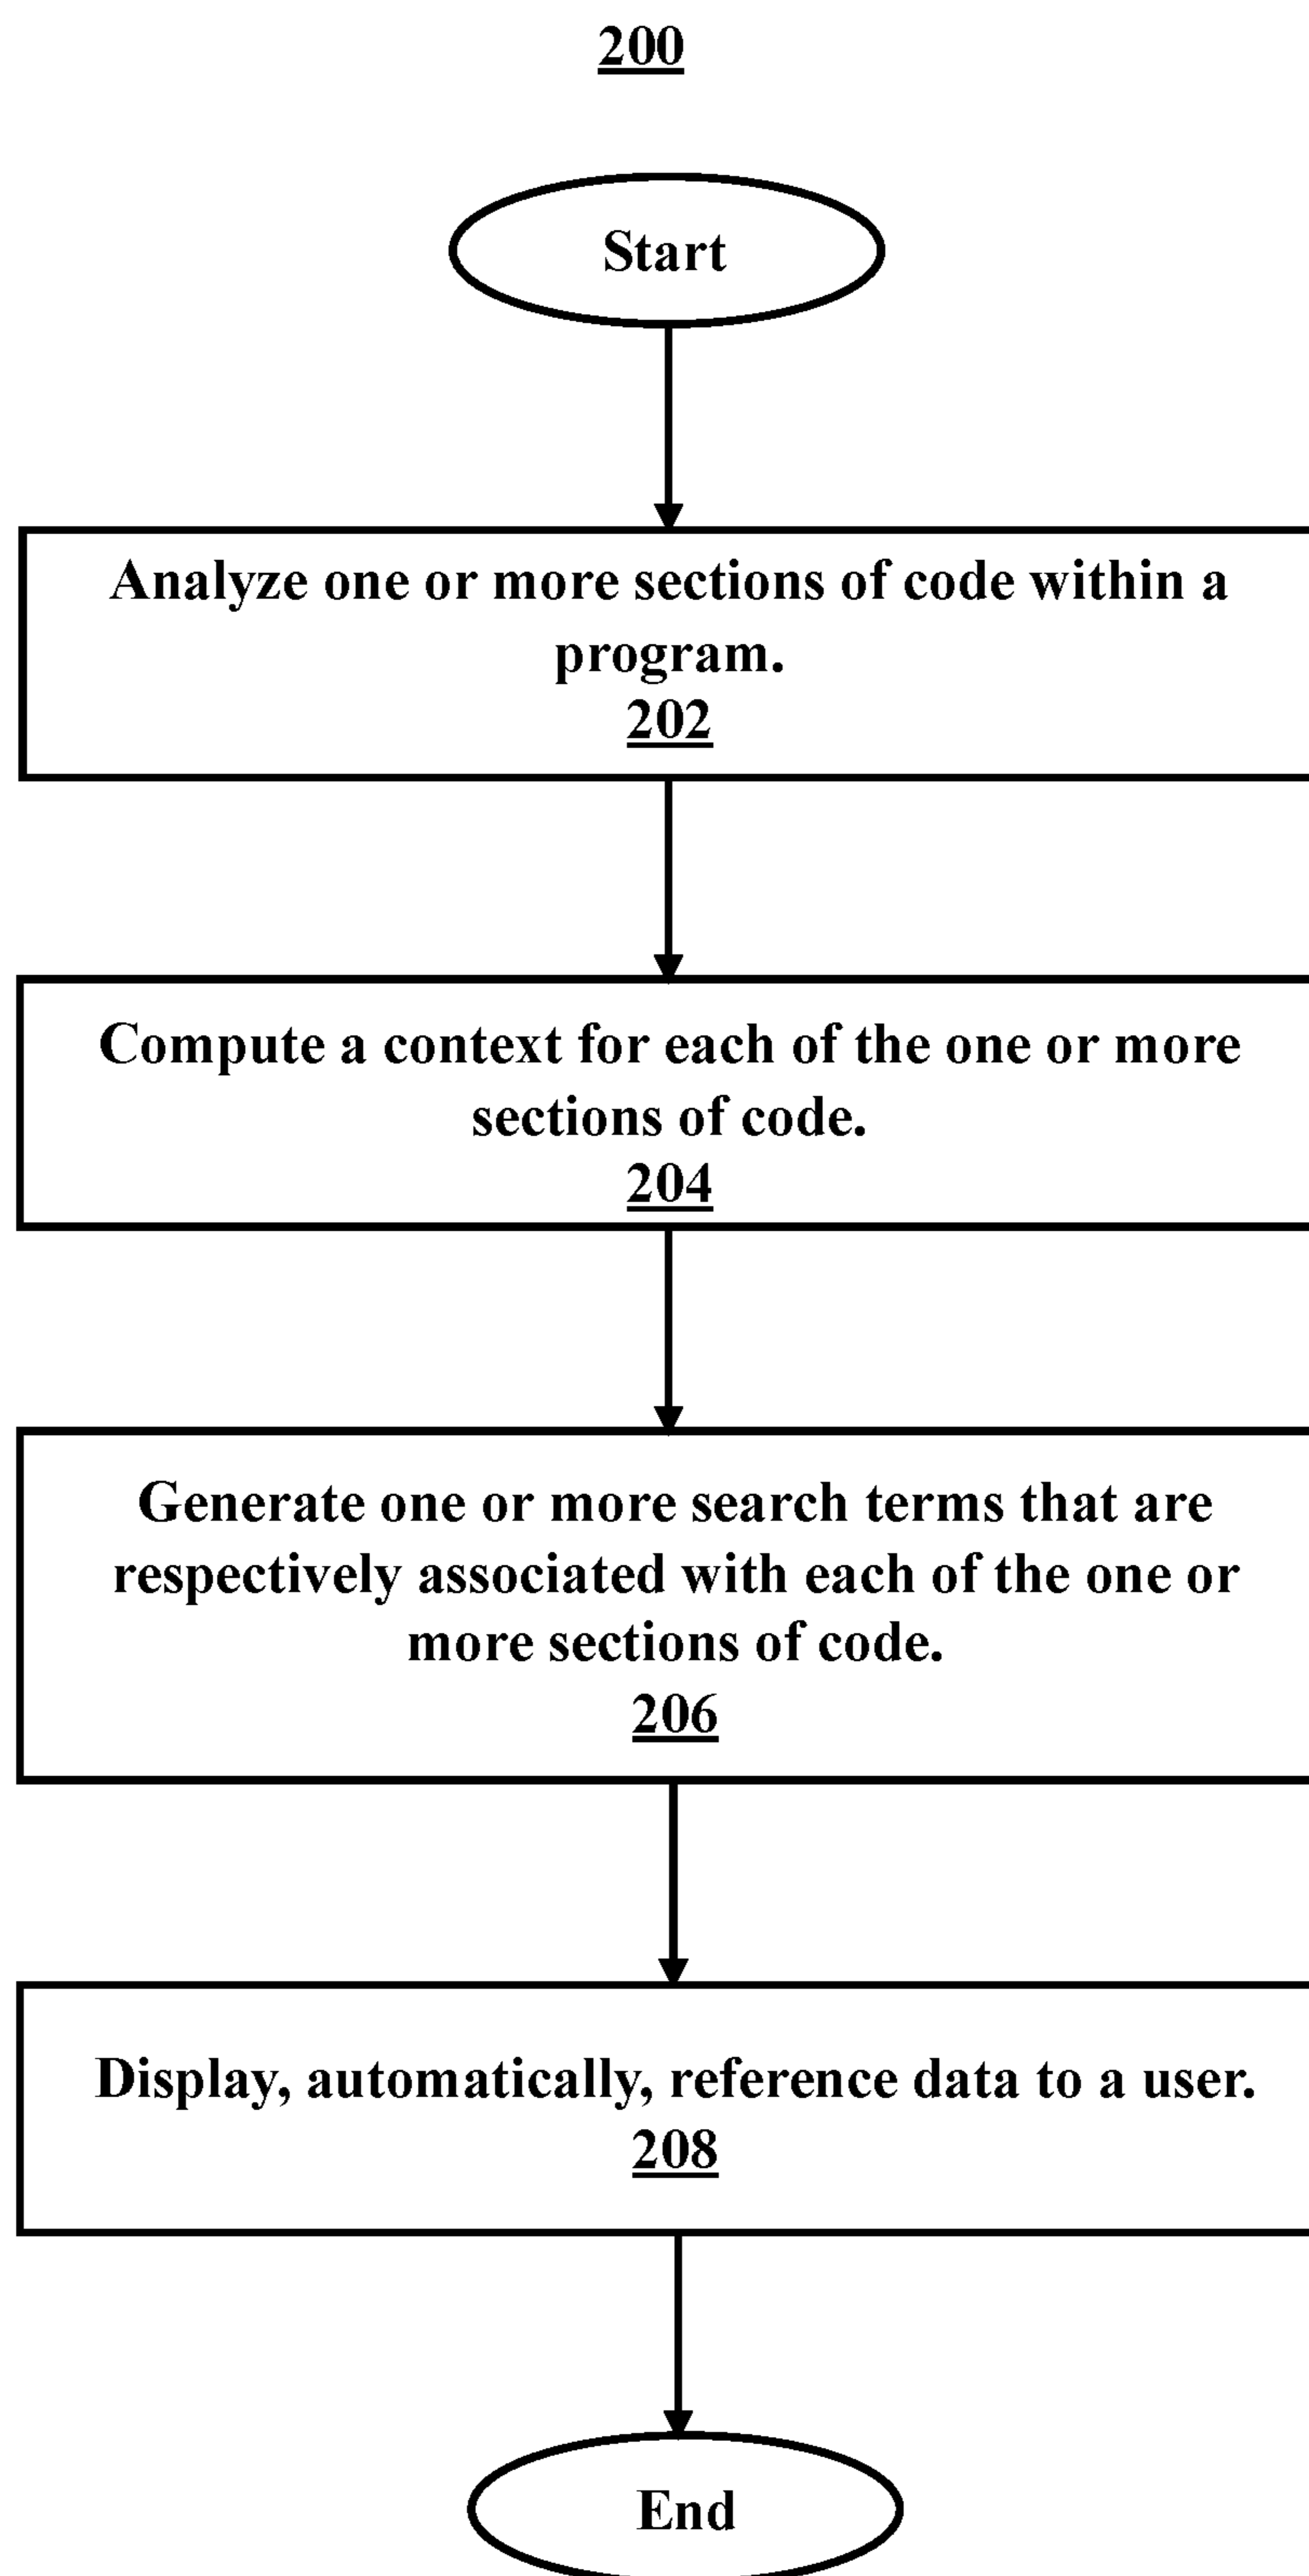 200
Start
Analyze one or more sections of code within a
program.
202
Compute a context for each of the one or more
sections of code.
204
Generate one or more search terms that are
respectively associated with each of the one or
more sections of code.
206
Display, automatically, reference data to a user.
208
End